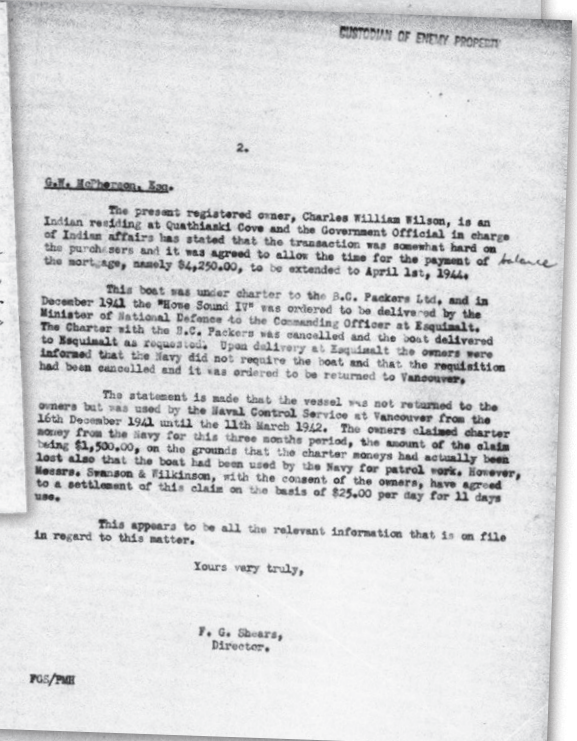 CUSTODIAN OF ENEMY PROPERTY
2.
G.W. McPherson, Esq.
The present registered owner, Charles William Wilson, is an
Indian residing at Quathiaski Cove and the Government Official in charge
of Indian affairs has stated that the transaction was somewhat hard on
the purchasers and it was agreed to allow the time for the payment of balance
the mortgage, namely $4,250.00, to be extended to April 1st, 1944.
This boat was under charter to the B.C. Packers Ltd. and in
December 1941 the "Howe Sound IV" was ordered to be delivered by the
Minister of National Defence to the Commanding Officer at Esquimalt.
The Charter with the B.C. Packers was cancelled and the boat delivered
to Esquimalt as requested. Upon delivery at Esquimalt the owners were
informed that the Navy did not require the boat and that the requisition
had been cancelled and it was ordered to be returned to Vancouver.
The statement is made that the vessel was not returned to the
owners but was used by the Naval Control Service at Vancouver from the
16th December 1941 until the 11th March 1942. The owners claimed charter
money from the Navy for this three months period, the amount of the claim
being $1,500.00, on the grounds that the charter moneys had actually been
lost also that the boat had been used by the Navy for patrol work. However,
Messrs. Swanson & Wilkinson, with the consent of the owners, have agreed
to a settlement of this claim on the basis of $25.00 per day for 11 days
use.
This appears to be all the relevant information that is on file
in regard to this matter.
Yours very truly,
F. G. Shears,
Director.
FGS/PMH